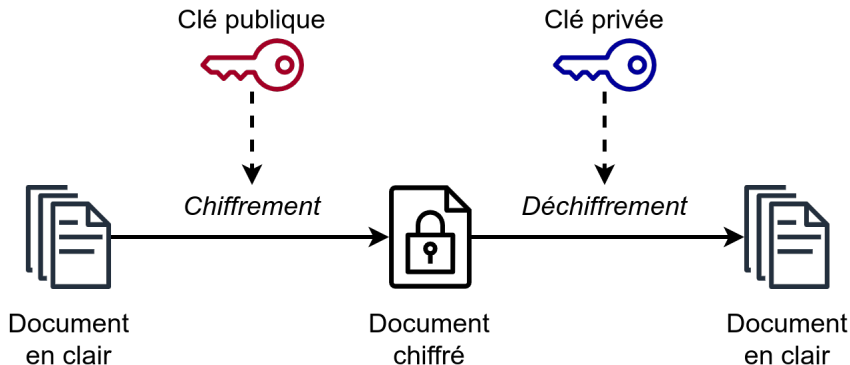 Clé publique
Clé privée
Chiffrement
Déchiffrement
Document
en clair
Document
chiffré
Document
en clair